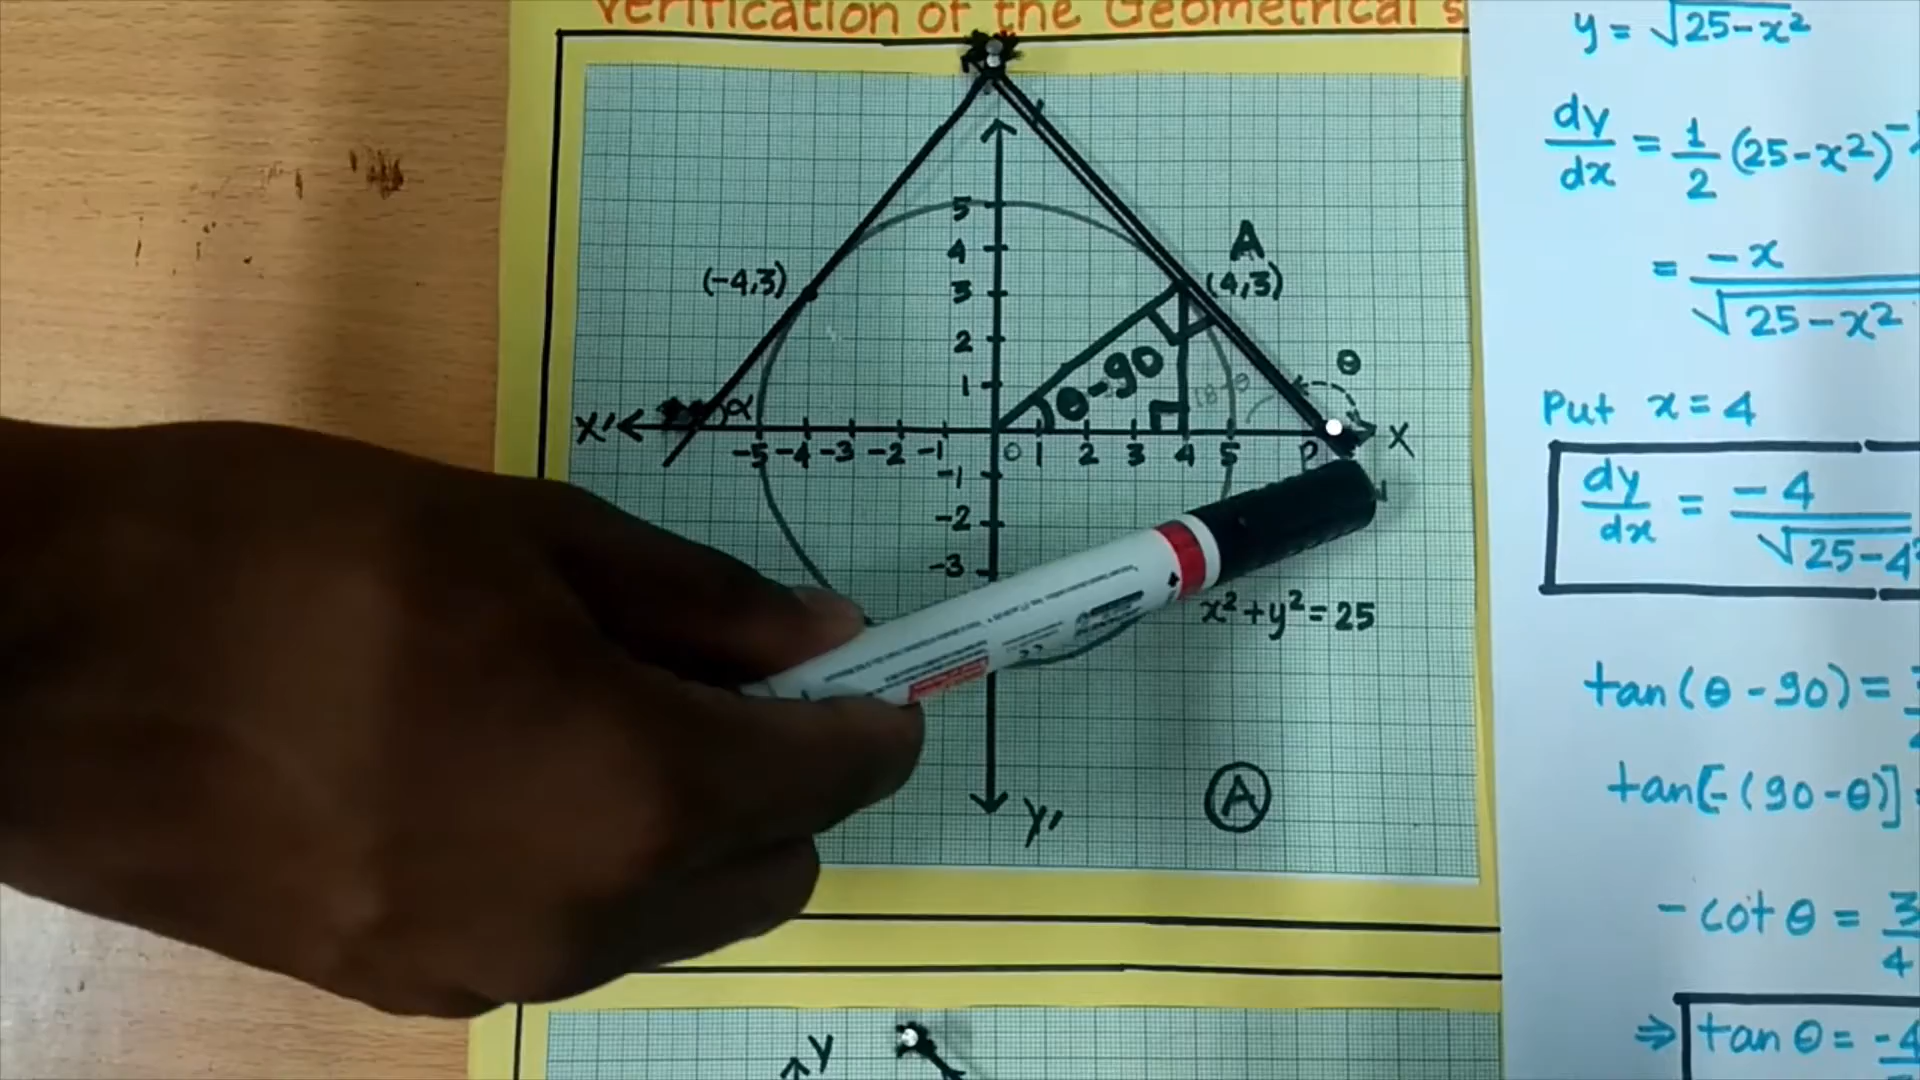 Verification of the Geometrical s
5
4
3
2
1
(-4,3)
A
(4,3)
θ-90
θ
α
X'
-5 -4 -3 -2 -1 0 1 2 3 4 5 P
X
-1
-2
-3
x²+y²=25
Y'
A
Y
y = √25-x²
dy/dx = 1/2 (25-x²)⁻
= -x/√25-x²
Put x = 4
dy/dx = -4/√25-4²
tan(θ-90) =
tan[-(90-θ)]
-cot θ = 3/4
⇒ tan θ = -4